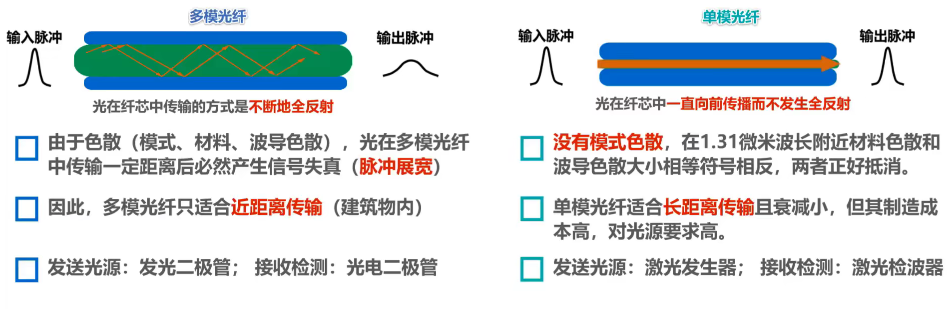 多模光纤
输入脉冲
输出脉冲
光在纤芯中传输的方式是不断地全反射
由于色散（模式、材料、波导色散），光在多模光纤
中传输一定距离后必然产生信号失真（脉冲展宽）
因此，多模光纤只适合近距离传输（建筑物内）
发送光源：发光二极管； 接收检测：光电二极管
单模光纤
输入脉冲
输出脉冲
光在纤芯中一直向前传播而不发生全反射
没有模式色散，在1.31微米波长附近材料色散和
波导色散大小相等符号相反，两者正好抵消。
单模光纤适合长距离传输且衰减小，但其制造成
本高，对光源要求高。
发送光源：激光发生器； 接收检测：激光检波器